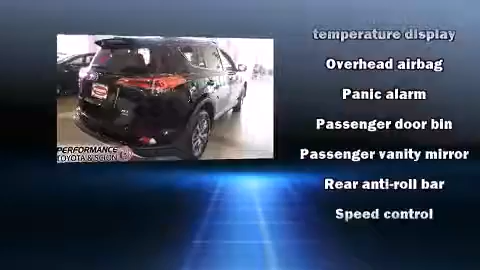 temperature display
Overhead airbag
Panic alarm
Passenger door bin
Passenger vanity mirror
Rear anti-roll bar
Speed control
PERFORMANCE
TOYOTA & SCION